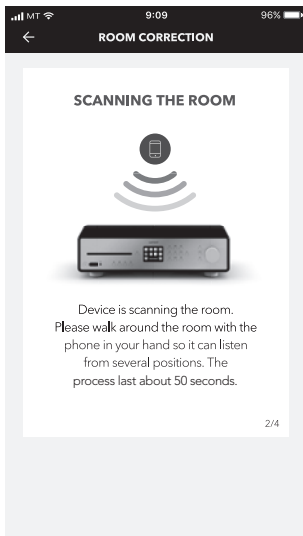 MT 9:09 96%
ROOM CORRECTION
SCANNING THE ROOM
Device is scanning the room.
Please walk around the room with the
phone in your hand so it can listen
from several positions. The
process last about 50 seconds.
2/4